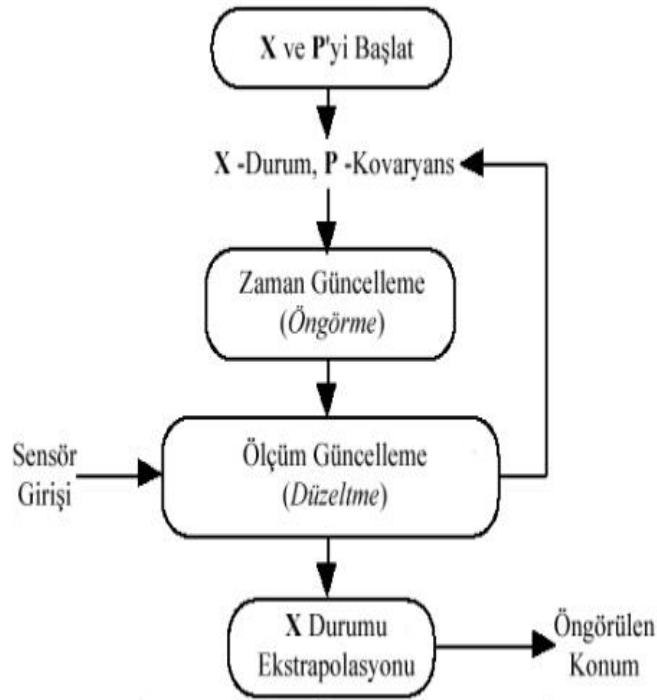 X ve P'yi Başlat
X -Durum, P -Kovaryans
Zaman Güncelleme
(Öngörme)
Sensör
Girişi
Ölçüm Güncelleme
(Düzeltme)
X Durumu
Ekstrapolasyonu
Öngörülen
Konum